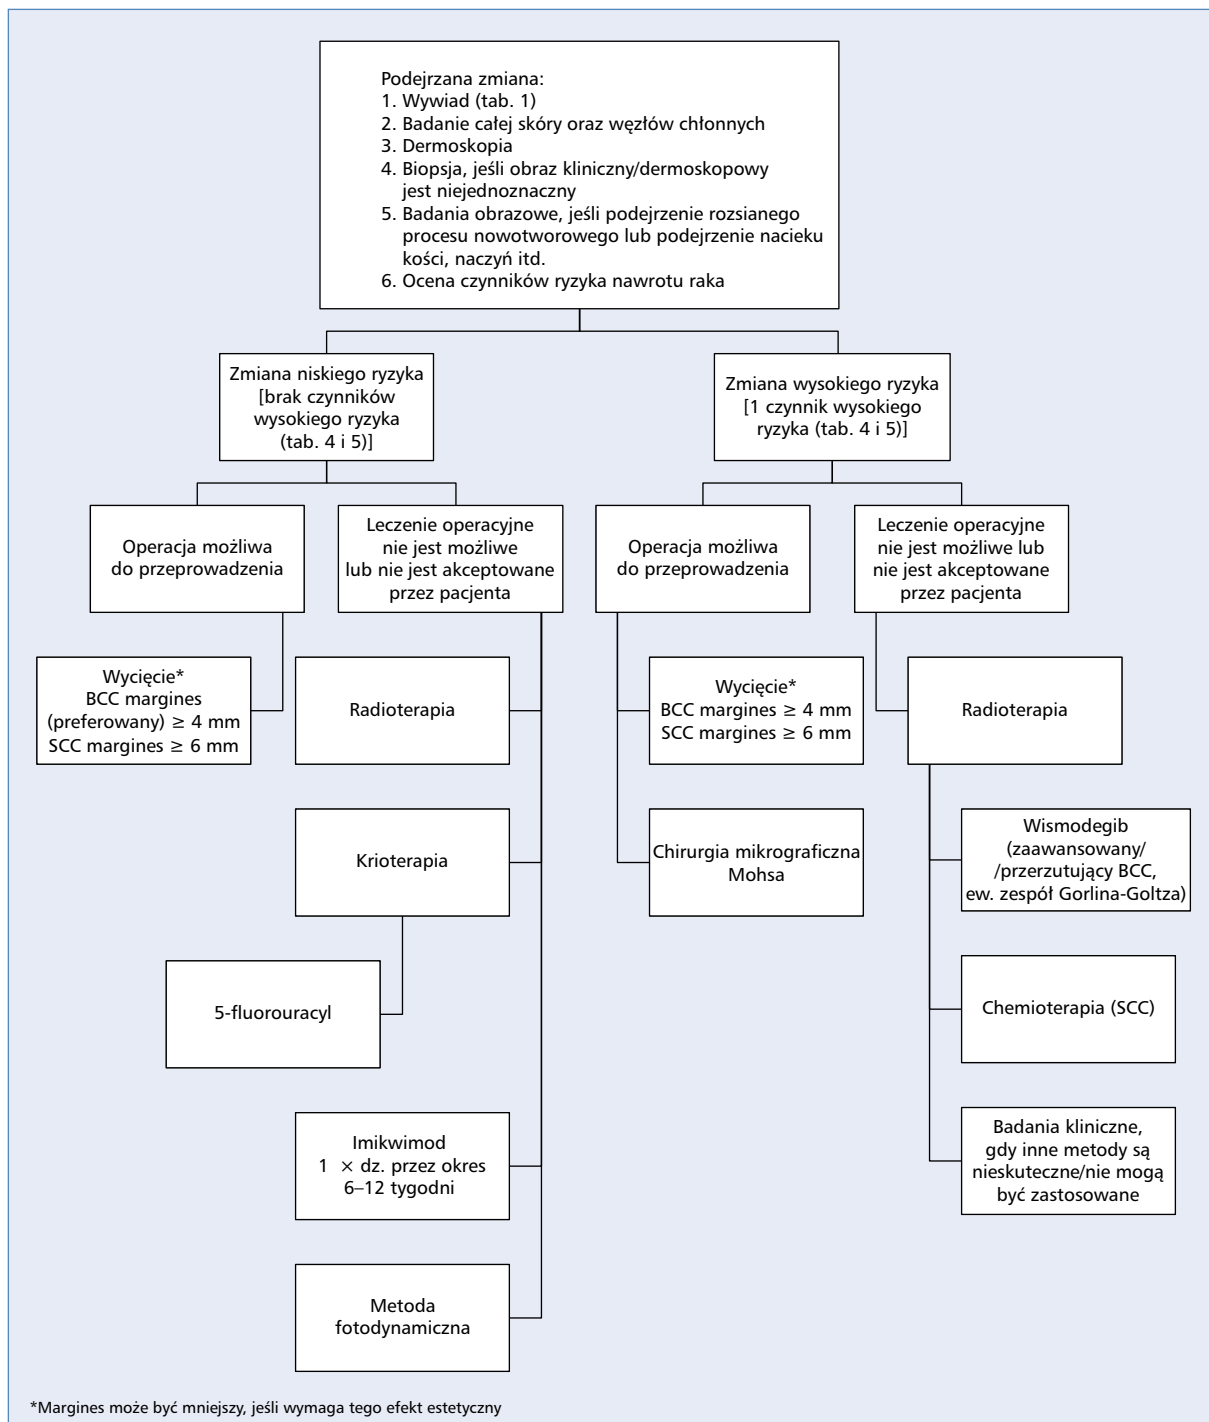 Podejrzana zmiana:
1. Wywiad (tab. 1)
2. Badanie całej skóry oraz węzłów chłonnych
3. Dermoskopia
4. Biopsja, jeśli obraz kliniczny/dermoskopowy
jest niejednoznaczny
5. Badania obrazowe, jeśli podejrzenie rozsianego
procesu nowotworowego lub podejrzenie nacieku
kości, naczyń itd.
6. Ocena czynników ryzyka nawrotu raka
Zmiana niskiego ryzyka
[brak czynników
wysokiego ryzyka
(tab. 4 i 5)]
Zmiana wysokiego ryzyka
[1 czynnik wysokiego
ryzyka (tab. 4 i 5)]
Operacja możliwa
do przeprowadzenia
Leczenie operacyjne
nie jest możliwe
lub nie jest akceptowane
przez pacjenta
Operacja możliwa
do przeprowadzenia
Leczenie operacyjne
nie jest możliwe lub
nie jest akceptowane
przez pacjenta
Wycięcie*
BCC margines
(preferowany) ≥ 4 mm
SCC margines ≥ 6 mm
Radioterapia
Wycięcie*
BCC margines ≥ 4 mm
SCC margines ≥ 6 mm
Radioterapia
Krioterapia
Chirurgia mikrograficzna
Mohsa
Wismodegib
(zaawansowany/
/przerzutujący BCC,
ew. zespół Gorlina-Goltza)
5-fluorouracyl
Chemioterapia (SCC)
Imikwimod
1 × dz. przez okres
6–12 tygodni
Badania kliniczne,
gdy inne metody są
nieskuteczne/nie mogą
być zastosowane
Metoda
fotodynamiczna
*Margines może być mniejszy, jeśli wymaga tego efekt estetyczny